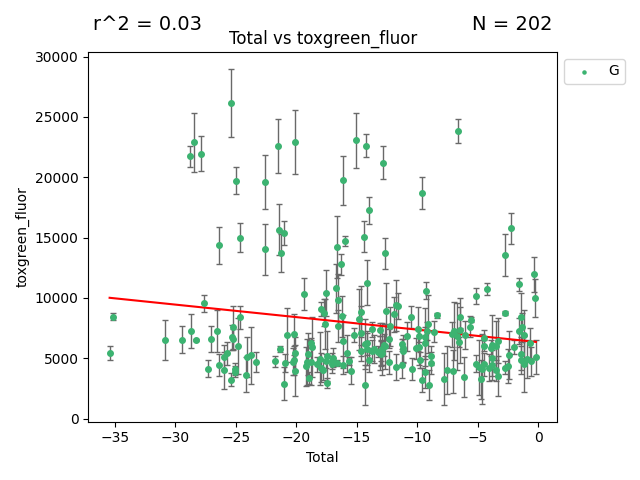 r^2 = 0.03
N = 202
Total vs toxgreen_fluor
G
30000
25000
20000
15000
10000
5000
0
toxgreen_fluor
−35 −30 −25 −20 −15 −10 −5 0
Total